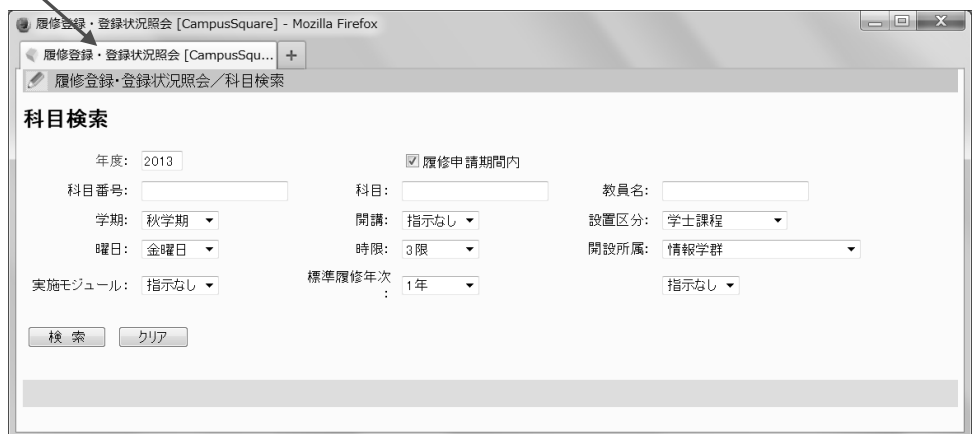 履修登録・登録状況照会 [CampusSquare] - Mozilla Firefox
履修登録・登録状況照会 [CampusSqu... +
履修登録・登録状況照会／科目検索
科目検索
年度: 2013 履修申請期間内
科目番号: 科目: 教員名:
学期: 秋学期 開講: 指示なし 設置区分: 学士課程
曜日: 金曜日 時限: 3限 開設所属: 情報学群
実施モジュール: 指示なし 標準履修年次: 1年 指示なし
検 索 クリア